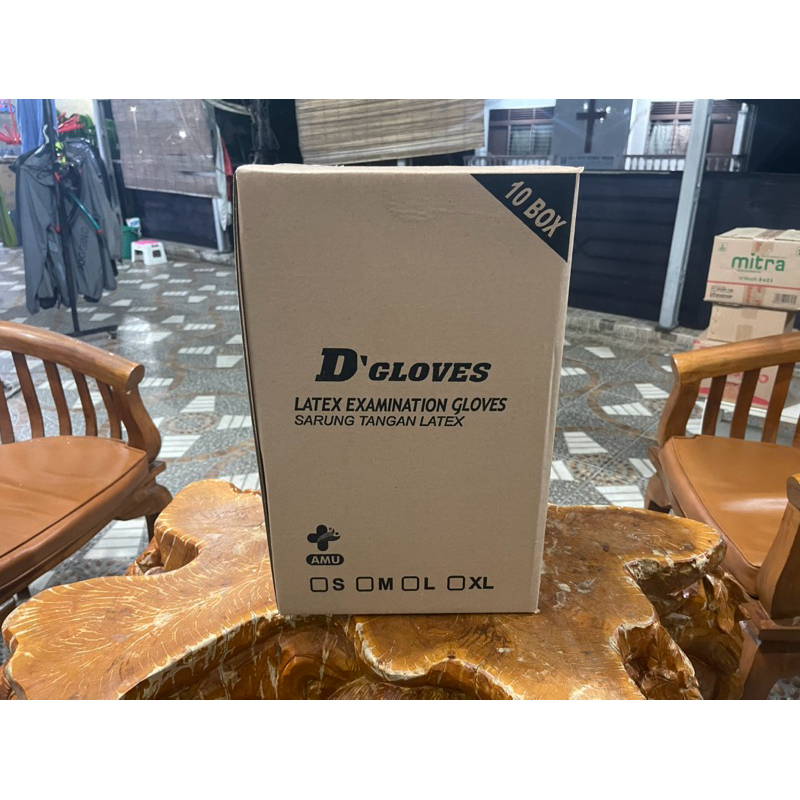 10 BOX
D'GLOVES
LATEX EXAMINATION GLOVES
SARUNG TANGAN LATEX
AMU
S M L XL
mitra